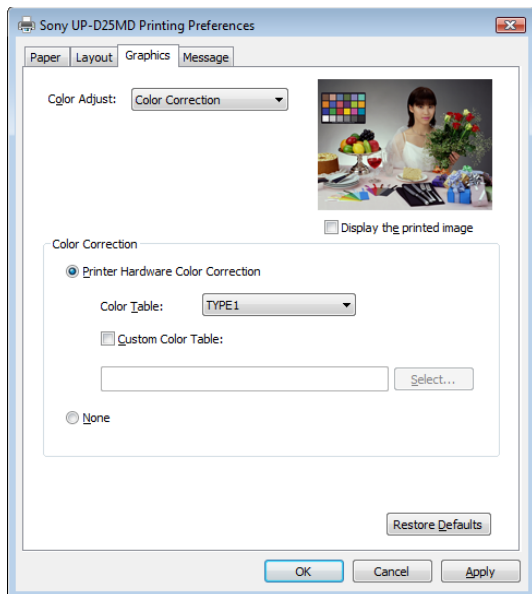 Sony UP-D25MD Printing Preferences
Paper Layout Graphics Message
Color Adjust: Color Correction
Display the printed image
Color Correction
Printer Hardware Color Correction
Color Table: TYPE1
Custom Color Table:
Select...
None
Restore Defaults
OK Cancel Apply